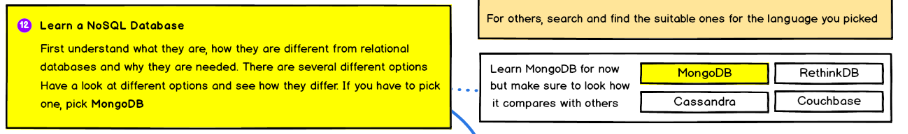 12 Learn a NoSQL Database
First understand what they are, how they are different from relational
databases and why they are needed. There are several different options
Have a look at different options and see how they differ. If you have to pick
one, pick MongoDB
For others, search and find the suitable ones for the language you picked
Learn MongoDB for now
but make sure to look how
it compares with others
MongoDB
RethinkDB
Cassandra
Couchbase